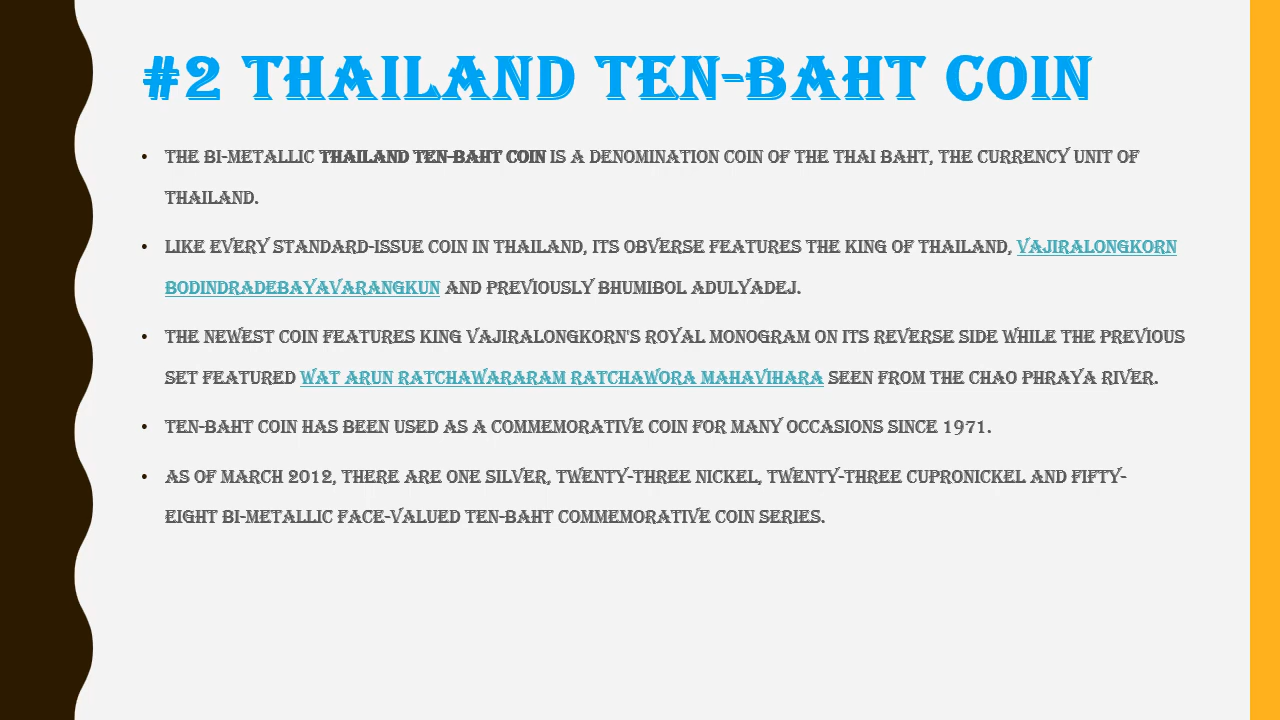 #2 THAILAND TEN-BAHT COIN
• THE BI-METALLIC THAILAND TEN-BAHT COIN IS A DENOMINATION COIN OF THE THAI BAHT, THE CURRENCY UNIT OF
THAILAND.
• LIKE EVERY STANDARD-ISSUE COIN IN THAILAND, ITS OBVERSE FEATURES THE KING OF THAILAND, VAJIRALONGKORN
BODINDRADEBAYAVARANGKUN AND PREVIOUSLY BHUMIBOL ADULYADEJ.
• THE NEWEST COIN FEATURES KING VAJIRALONGKORN'S ROYAL MONOGRAM ON ITS REVERSE SIDE WHILE THE PREVIOUS
SET FEATURED WAT ARUN RATCHAWARARAM RATCHAWORA MAHAVIHARA SEEN FROM THE CHAO PHRAYA RIVER.
• TEN-BAHT COIN HAS BEEN USED AS A COMMEMORATIVE COIN FOR MANY OCCASIONS SINCE 1971.
• AS OF MARCH 2012, THERE ARE ONE SILVER, TWENTY-THREE NICKEL, TWENTY-THREE CUPRONICKEL AND FIFTY-
EIGHT BI-METALLIC FACE-VALUED TEN-BAHT COMMEMORATIVE COIN SERIES.